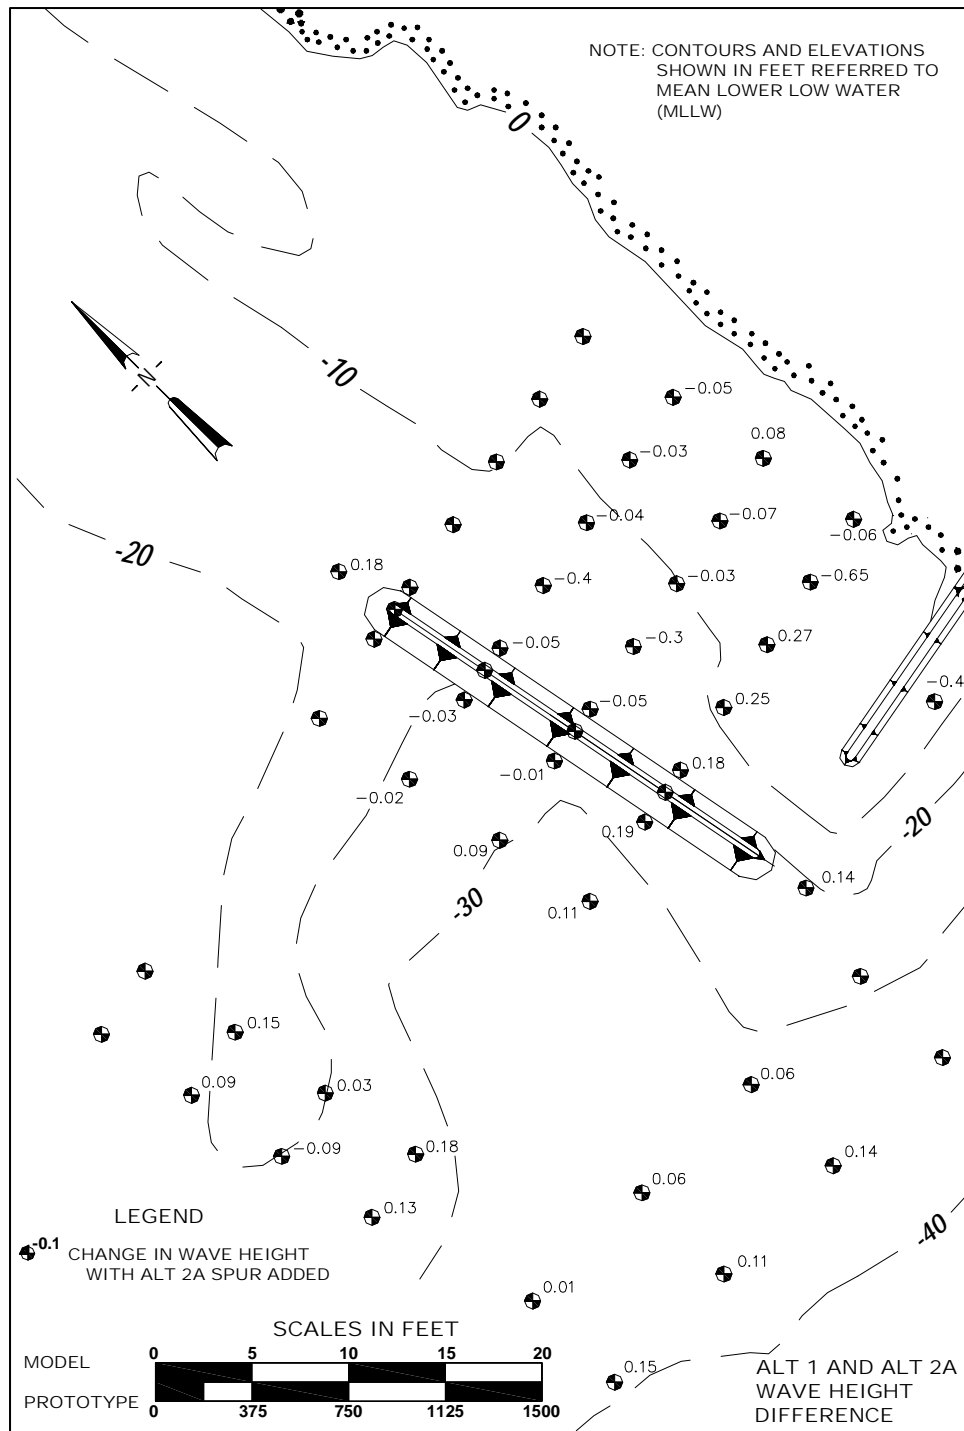 NOTE: CONTOURS AND ELEVATIONS
SHOWN IN FEET REFERRED TO
MEAN LOWER LOW WATER
(MLLW)
0
-10
N
-0.05
-0.03
0.08
-0.04
-0.07
-0.06
-20
0.18
-0.4
-0.03
-0.65
-0.05
-0.3
0.27
-0.4
-0.03
-0.05
0.25
-0.01
0.18
-0.02
0.19
-20
0.09
0.14
-30
0.11
0.15
0.09
0.03
0.06
-0.09
0.18
0.14
0.06
0.13
-40
LEGEND
-0.1
CHANGE IN WAVE HEIGHT
WITH ALT 2A SPUR ADDED
0.11
0.01
SCALES IN FEET
MODEL
0 5 10 15 20
PROTOTYPE
0 375 750 1125 1500
0.15
ALT 1 AND ALT 2A
WAVE HEIGHT
DIFFERENCE